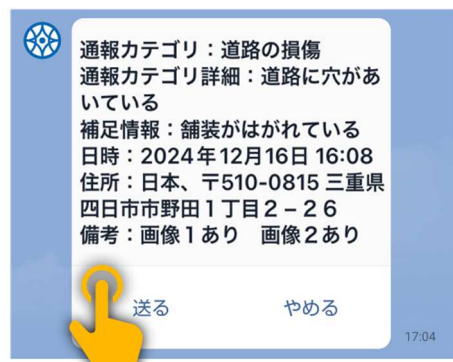 通報カテゴリ：道路の損傷
通報カテゴリ詳細：道路に穴があ
いている
補足情報：舗装がはがれている
日時：2024年12月16日 16:08
住所：日本、〒510-0815 三重県
四日市市野田１丁目２−２６
備考：画像１あり　画像２あり
送る　やめる
17:04